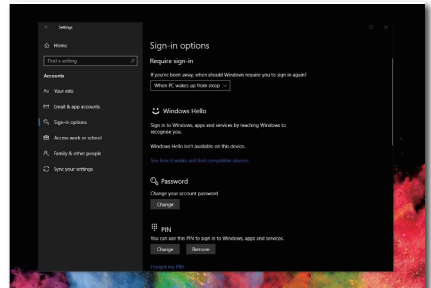 Settings
Home
Find a setting
Accounts
Your info
Email & app accounts
Sign-in options
Access work or school
Family & other people
Sync your settings
Sign-in options
Require sign-in
If you've been away, when should Windows require you to sign in again?
When PC wakes up from sleep
Windows Hello
Sign in to Windows, apps and services by teaching Windows to
recognise you.
Windows Hello isn't available on this device.
See how it works and find compatible devices.
Password
Change your account password
Change
PIN
You can use this PIN to sign in to Windows, apps and services.
Change Remove
I forgot my PIN